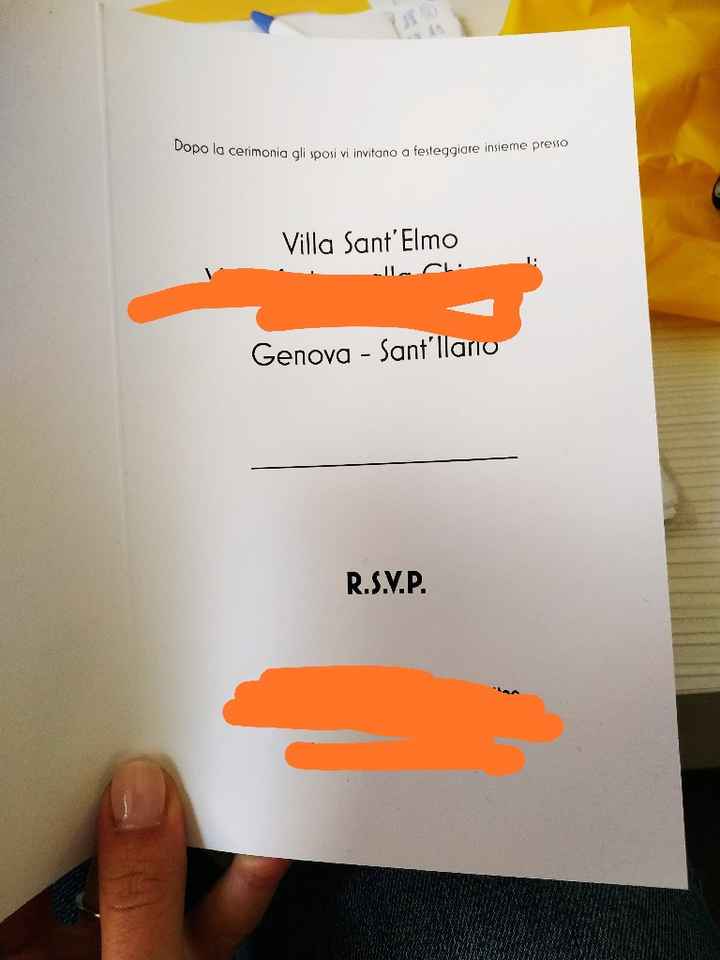 Dopo la cerimonia gli sposi vi invitano a festeggiare insieme presso
Villa Sant'Elmo
Genova - Sant'Ilario
R.S.V.P.